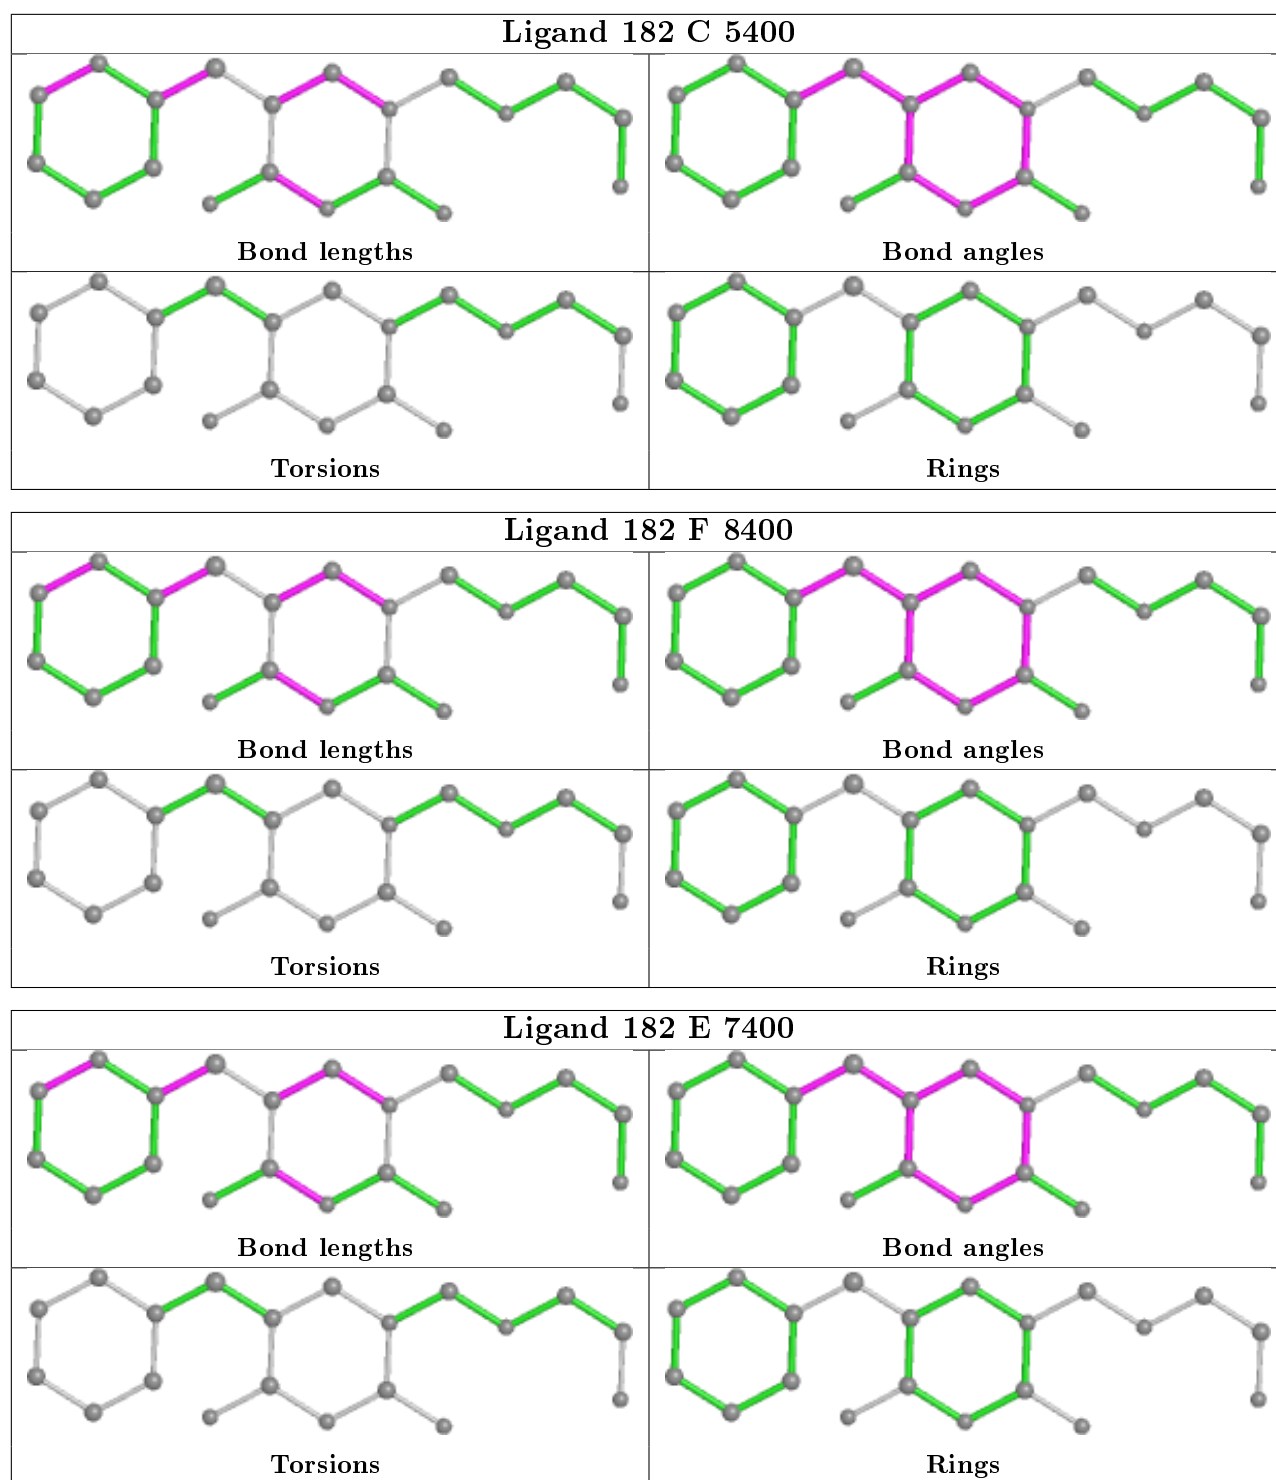 Ligand 182 C 5400
Bond lengths
Bond angles
Torsions
Rings
Ligand 182 F 8400
Bond lengths
Bond angles
Torsions
Rings
Ligand 182 E 7400
Bond lengths
Bond angles
Torsions
Rings